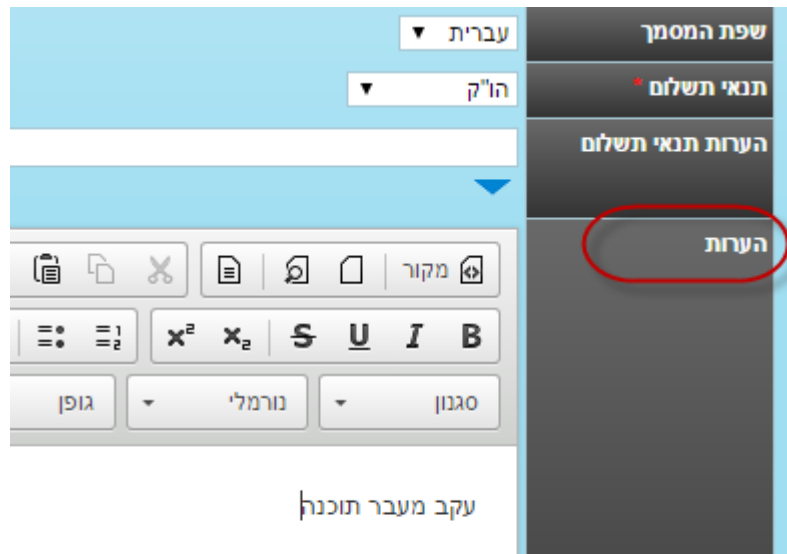 שפת המסמך
עברית
תנאי תשלום *
הו"ק
הערות תנאי תשלום
הערות
מקור
B I U S x₂ x²
סגנון נורמלי גופן
עקב מעבר תוכנה